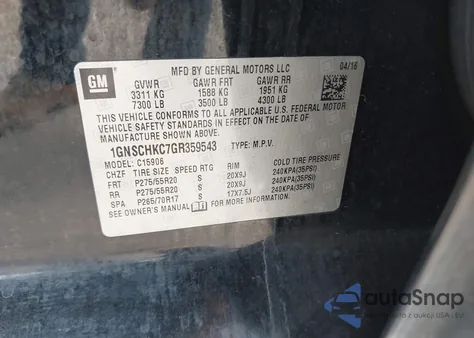 GM
MFD BY GENERAL MOTORS LLC
04/16
GVWR GAWR FRT GAWR RR
3311 KG 1588 KG 1951 KG
7300 LB 3500 LB 4300 LB
THIS VEHICLE CONFORMS TO ALL APPLICABLE U.S. FEDERAL MOTOR
VEHICLE SAFETY STANDARDS IN EFFECT ON THE DATE OF
MANUFACTURE SHOWN ABOVE.
1GNSCHKC7GR359543 TYPE: M.P.V.
MODEL: C15906
CHZF TIRE SIZE SPEED RTG RIM COLD TIRE PRESSURE
FRT P275/55R20 S 20X9J 240KPA(35PSI)
RR P275/55R20 S 20X9J 240KPA(35PSI)
SPA P265/70R17 S 17X7.5J 240KPA(35PSI)
SEE OWNER'S MANUAL
autoSnap
Auto z aukcji USA - EU